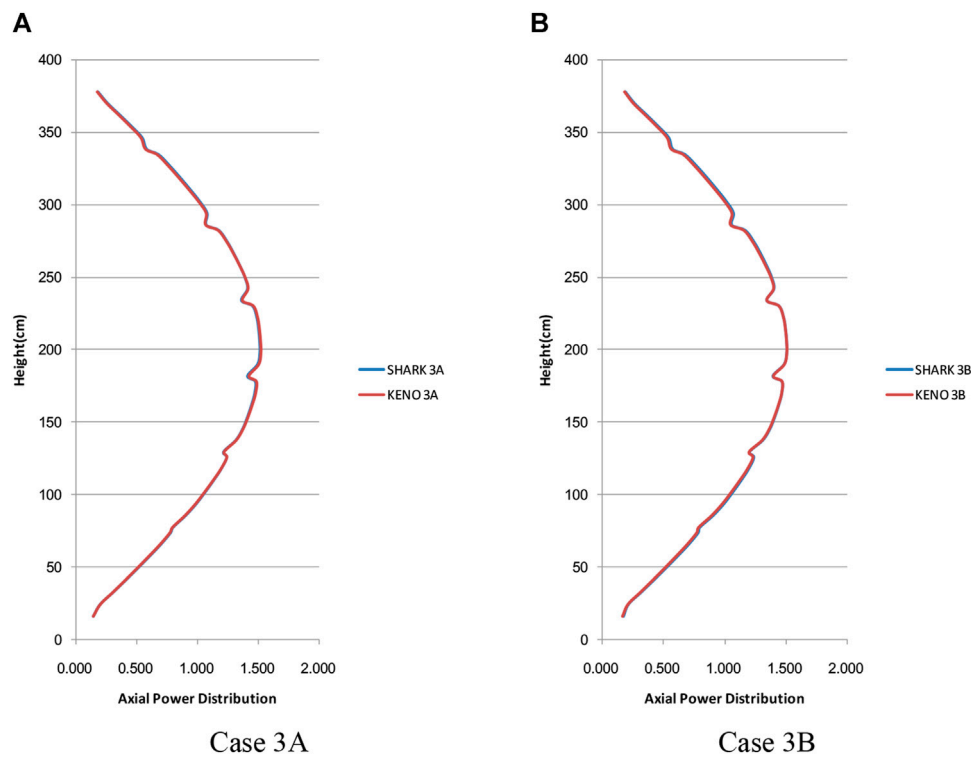 A
400
350
300
250
200
150
100
50
0
Height(cm)
0.000 0.500 1.000 1.500 2.000
Axial Power Distribution
SHARK 3A
KENO 3A
Case 3A
B
400
350
300
250
200
150
100
50
0
Height(cm)
0.000 0.500 1.000 1.500 2.000
Axial Power Distribution
SHARK 3B
KENO 3B
Case 3B